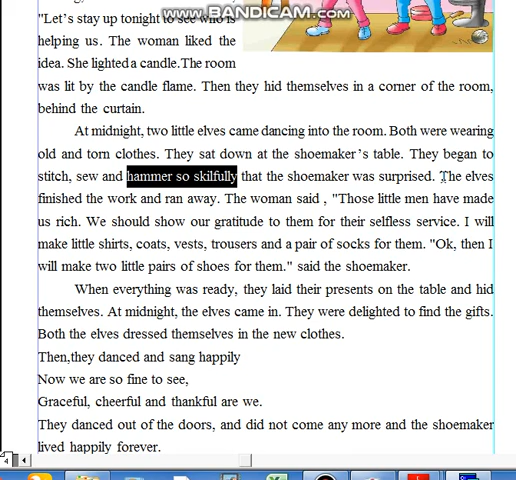 WWW.BANDICAM.COM
"Let's stay up tonight to see who is
helping us. The woman liked the
idea. She lighted a candle.The room
was lit by the candle flame. Then they hid themselves in a corner of the room,
behind the curtain.
At midnight, two little elves came dancing into the room. Both were wearing
old and torn clothes. They sat down at the shoemaker's table. They began to
stitch, sew and hammer so skilfully that the shoemaker was surprised. The elves
finished the work and ran away. The woman said , "Those little men have made
us rich. We should show our gratitude to them for their selfless service. I will
make little shirts, coats, vests, trousers and a pair of socks for them. "Ok, then I
will make two little pairs of shoes for them." said the shoemaker.
When everything was ready, they laid their presents on the table and hid
themselves. At midnight, the elves came in. They were delighted to find the gifts.
Both the elves dressed themselves in the new clothes.
Then,they danced and sang happily
Now we are so fine to see,
Graceful, cheerful and thankful are we.
They danced out of the doors, and did not come any more and the shoemaker
lived happily forever.
4